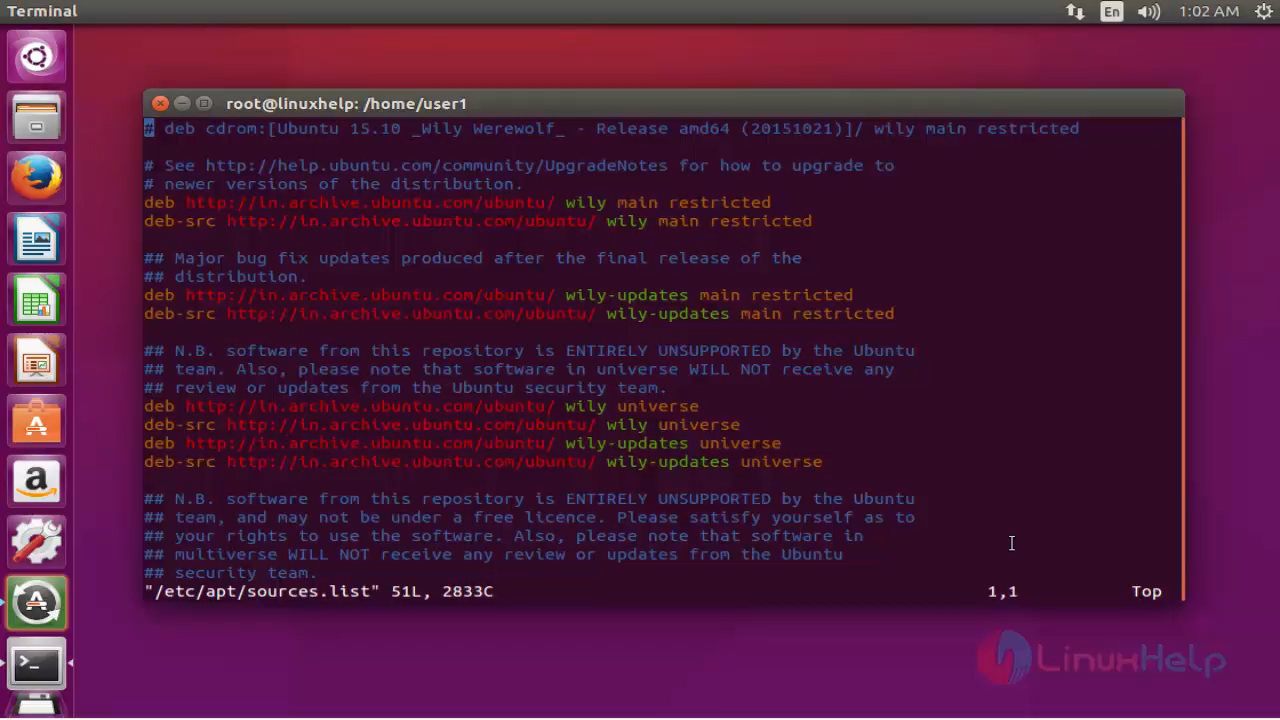 Terminal
En
1:02 AM
root@linuxhelp: /home/user1
# deb cdrom:[Ubuntu 15.10 _Wily Werewolf_ - Release amd64 (20151021)]/ wily main restricted
# See http://help.ubuntu.com/community/UpgradeNotes for how to upgrade to
# newer versions of the distribution.
deb http://in.archive.ubuntu.com/ubuntu/ wily main restricted
deb-src http://in.archive.ubuntu.com/ubuntu/ wily main restricted
## Major bug fix updates produced after the final release of the
## distribution.
deb http://in.archive.ubuntu.com/ubuntu/ wily-updates main restricted
deb-src http://in.archive.ubuntu.com/ubuntu/ wily-updates main restricted
## N.B. software from this repository is ENTIRELY UNSUPPORTED by the Ubuntu
## team. Also, please note that software in universe WILL NOT receive any
## review or updates from the Ubuntu security team.
deb http://in.archive.ubuntu.com/ubuntu/ wily universe
deb-src http://in.archive.ubuntu.com/ubuntu/ wily universe
deb http://in.archive.ubuntu.com/ubuntu/ wily-updates universe
deb-src http://in.archive.ubuntu.com/ubuntu/ wily-updates universe
## N.B. software from this repository is ENTIRELY UNSUPPORTED by the Ubuntu
## team, and may not be under a free licence. Please satisfy yourself as to
## your rights to use the software. Also, please note that software in
## multiverse WILL NOT receive any review or updates from the Ubuntu
## security team.
"/etc/apt/sources.list" 51L, 2833C 1,1 Top
LinuxHelp